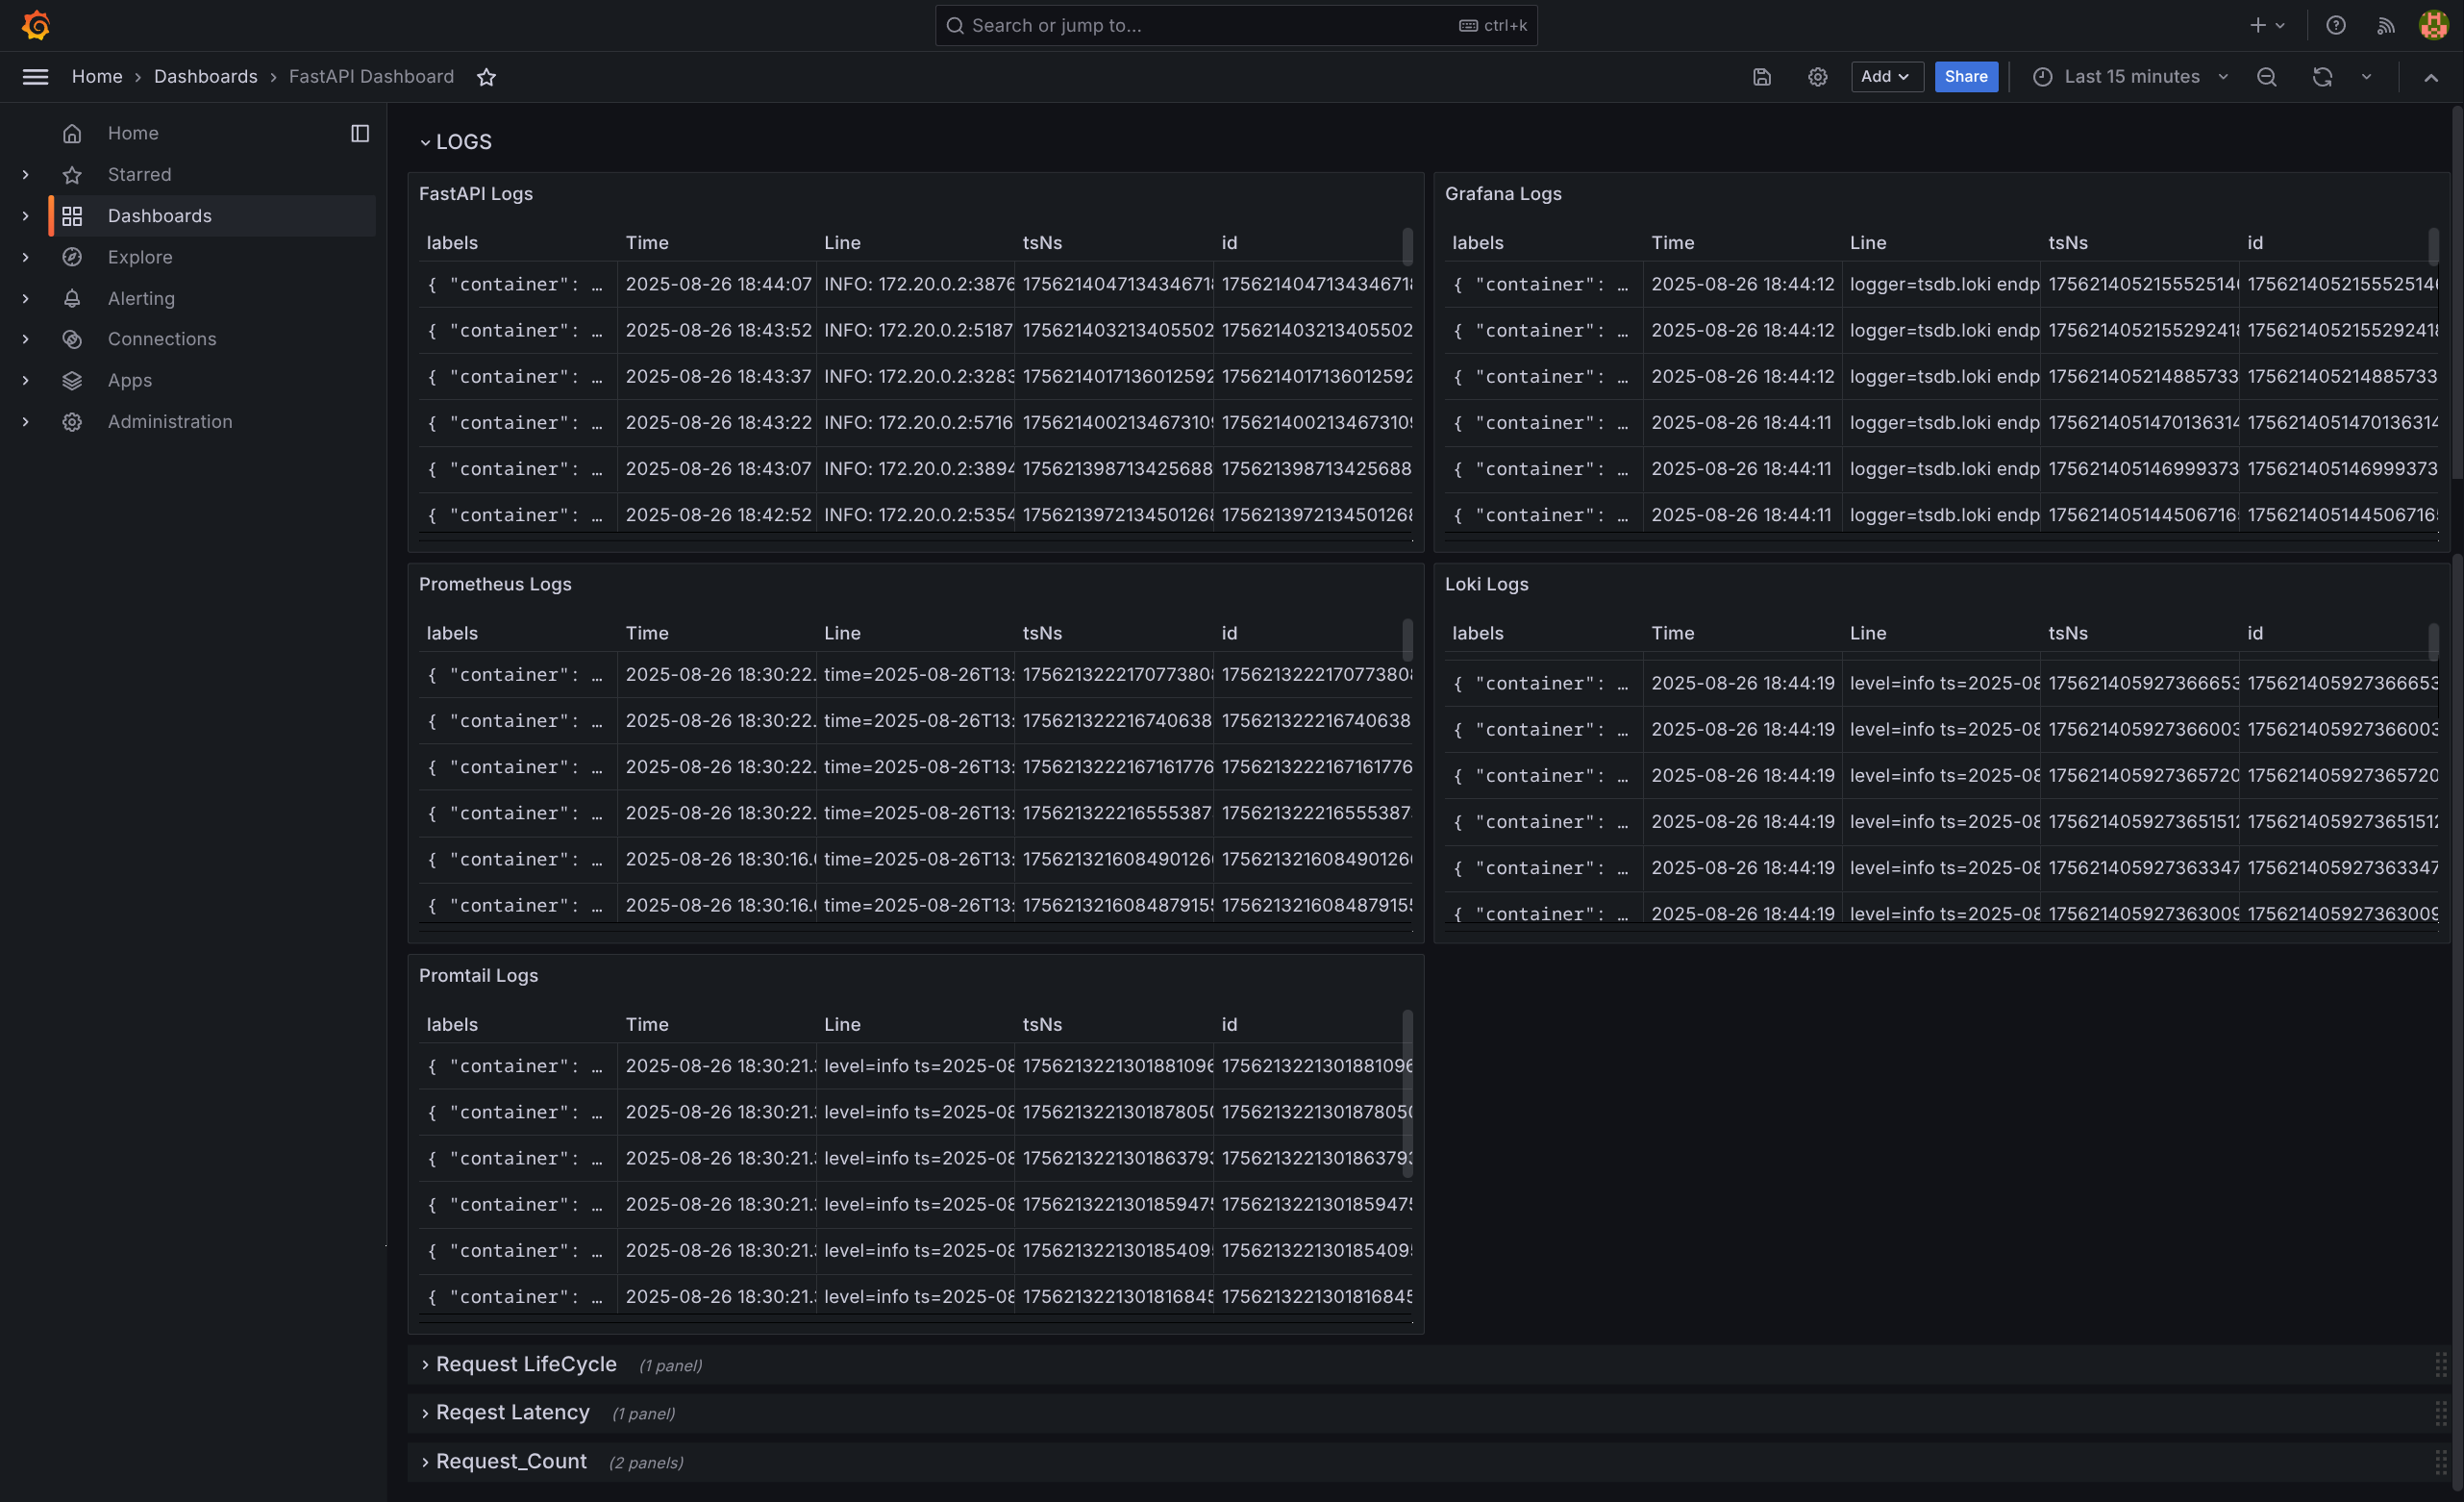 Search or jump to...
ctrl+k
Home › Dashboards › FastAPI Dashboard
Add
Share
Last 15 minutes
Home
Starred
Dashboards
Explore
Alerting
Connections
Apps
Administration
LOGS
FastAPI Logs
labels Time Line tsNs id
{ "container": … 2025-08-26 18:44:07 INFO: 172.20.0.2:3876 175621404713434671 175621404713434671
{ "container": … 2025-08-26 18:43:52 INFO: 172.20.0.2:5187 175621403213405502 175621403213405502
{ "container": … 2025-08-26 18:43:37 INFO: 172.20.0.2:3283 1756214017136012592 1756214017136012592
{ "container": … 2025-08-26 18:43:22 INFO: 172.20.0.2:5716 175621400213467310 175621400213467310
{ "container": … 2025-08-26 18:43:07 INFO: 172.20.0.2:3894 175621398713425688 175621398713425688
{ "container": … 2025-08-26 18:42:52 INFO: 172.20.0.2:5354 175621397213450126 175621397213450126
Grafana Logs
labels Time Line tsNs id
{ "container": … 2025-08-26 18:44:12 logger=tsdb.loki endp 175621405215552514 175621405215552514
{ "container": … 2025-08-26 18:44:12 logger=tsdb.loki endp 175621405215529241 175621405215529241
{ "container": … 2025-08-26 18:44:12 logger=tsdb.loki endp 175621405214885733 175621405214885733
{ "container": … 2025-08-26 18:44:11 logger=tsdb.loki endp 1756214051470136314 1756214051470136314
{ "container": … 2025-08-26 18:44:11 logger=tsdb.loki endp 175621405146999373 175621405146999373
{ "container": … 2025-08-26 18:44:11 logger=tsdb.loki endp 175621405144506716 175621405144506716
Prometheus Logs
labels Time Line tsNs id
{ "container": … 2025-08-26 18:30:22. time=2025-08-26T13: 175621322217077380 175621322217077380
{ "container": … 2025-08-26 18:30:22. time=2025-08-26T13: 175621322216740638 175621322216740638
{ "container": … 2025-08-26 18:30:22. time=2025-08-26T13: 1756213222167161776 1756213222167161776
{ "container": … 2025-08-26 18:30:22. time=2025-08-26T13: 175621322216555387 175621322216555387
{ "container": … 2025-08-26 18:30:16. time=2025-08-26T13: 175621321608490126 175621321608490126
{ "container": … 2025-08-26 18:30:16. time=2025-08-26T13: 175621321608487915 175621321608487915
Loki Logs
labels Time Line tsNs id
{ "container": … 2025-08-26 18:44:19 level=info ts=2025-08 175621405927366653 175621405927366653
{ "container": … 2025-08-26 18:44:19 level=info ts=2025-08 175621405927366003 175621405927366003
{ "container": … 2025-08-26 18:44:19 level=info ts=2025-08 175621405927365720 175621405927365720
{ "container": … 2025-08-26 18:44:19 level=info ts=2025-08 175621405927365151 175621405927365151
{ "container": … 2025-08-26 18:44:19 level=info ts=2025-08 175621405927363347 175621405927363347
{ "container": … 2025-08-26 18:44:19 level=info ts=2025-08 175621405927363009 175621405927363009
Promtail Logs
labels Time Line tsNs id
{ "container": … 2025-08-26 18:30:21. level=info ts=2025-08 1756213221301881096 1756213221301881096
{ "container": … 2025-08-26 18:30:21. level=info ts=2025-08 175621322130187805 175621322130187805
{ "container": … 2025-08-26 18:30:21. level=info ts=2025-08 175621322130186379 175621322130186379
{ "container": … 2025-08-26 18:30:21. level=info ts=2025-08 175621322130185947 175621322130185947
{ "container": … 2025-08-26 18:30:21. level=info ts=2025-08 175621322130185409 175621322130185409
{ "container": … 2025-08-26 18:30:21. level=info ts=2025-08 1756213221301816845 1756213221301816845
Request LifeCycle (1 panel)
Reqest Latency (1 panel)
Request_Count (2 panels)